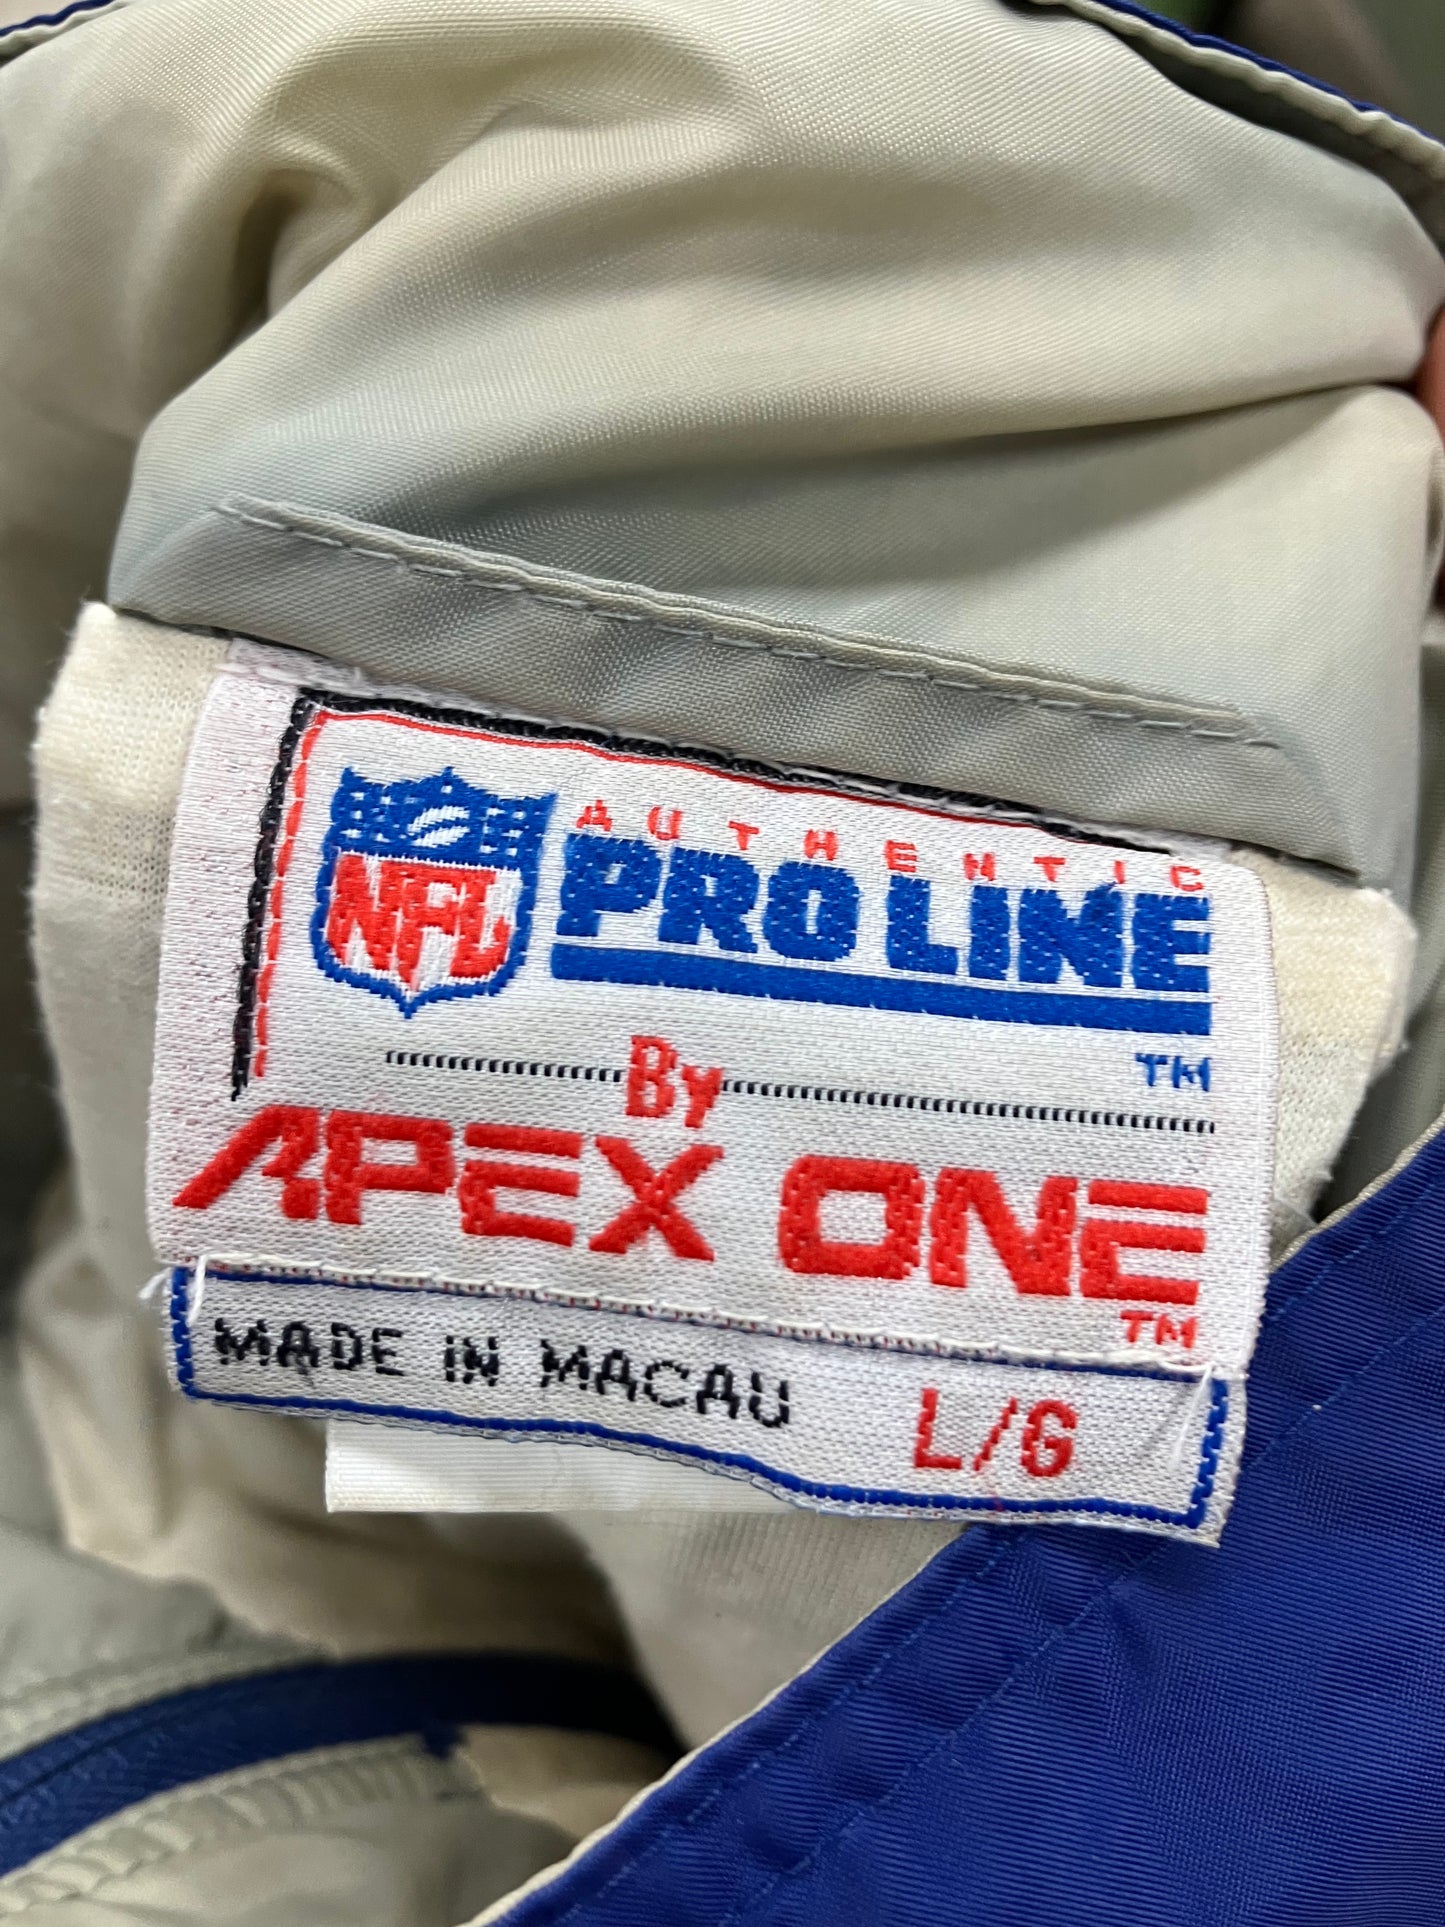 AUTHENTIC
NFL PRO LINE
TM
By
APEX ONE
TM
MADE IN MACAU L/G